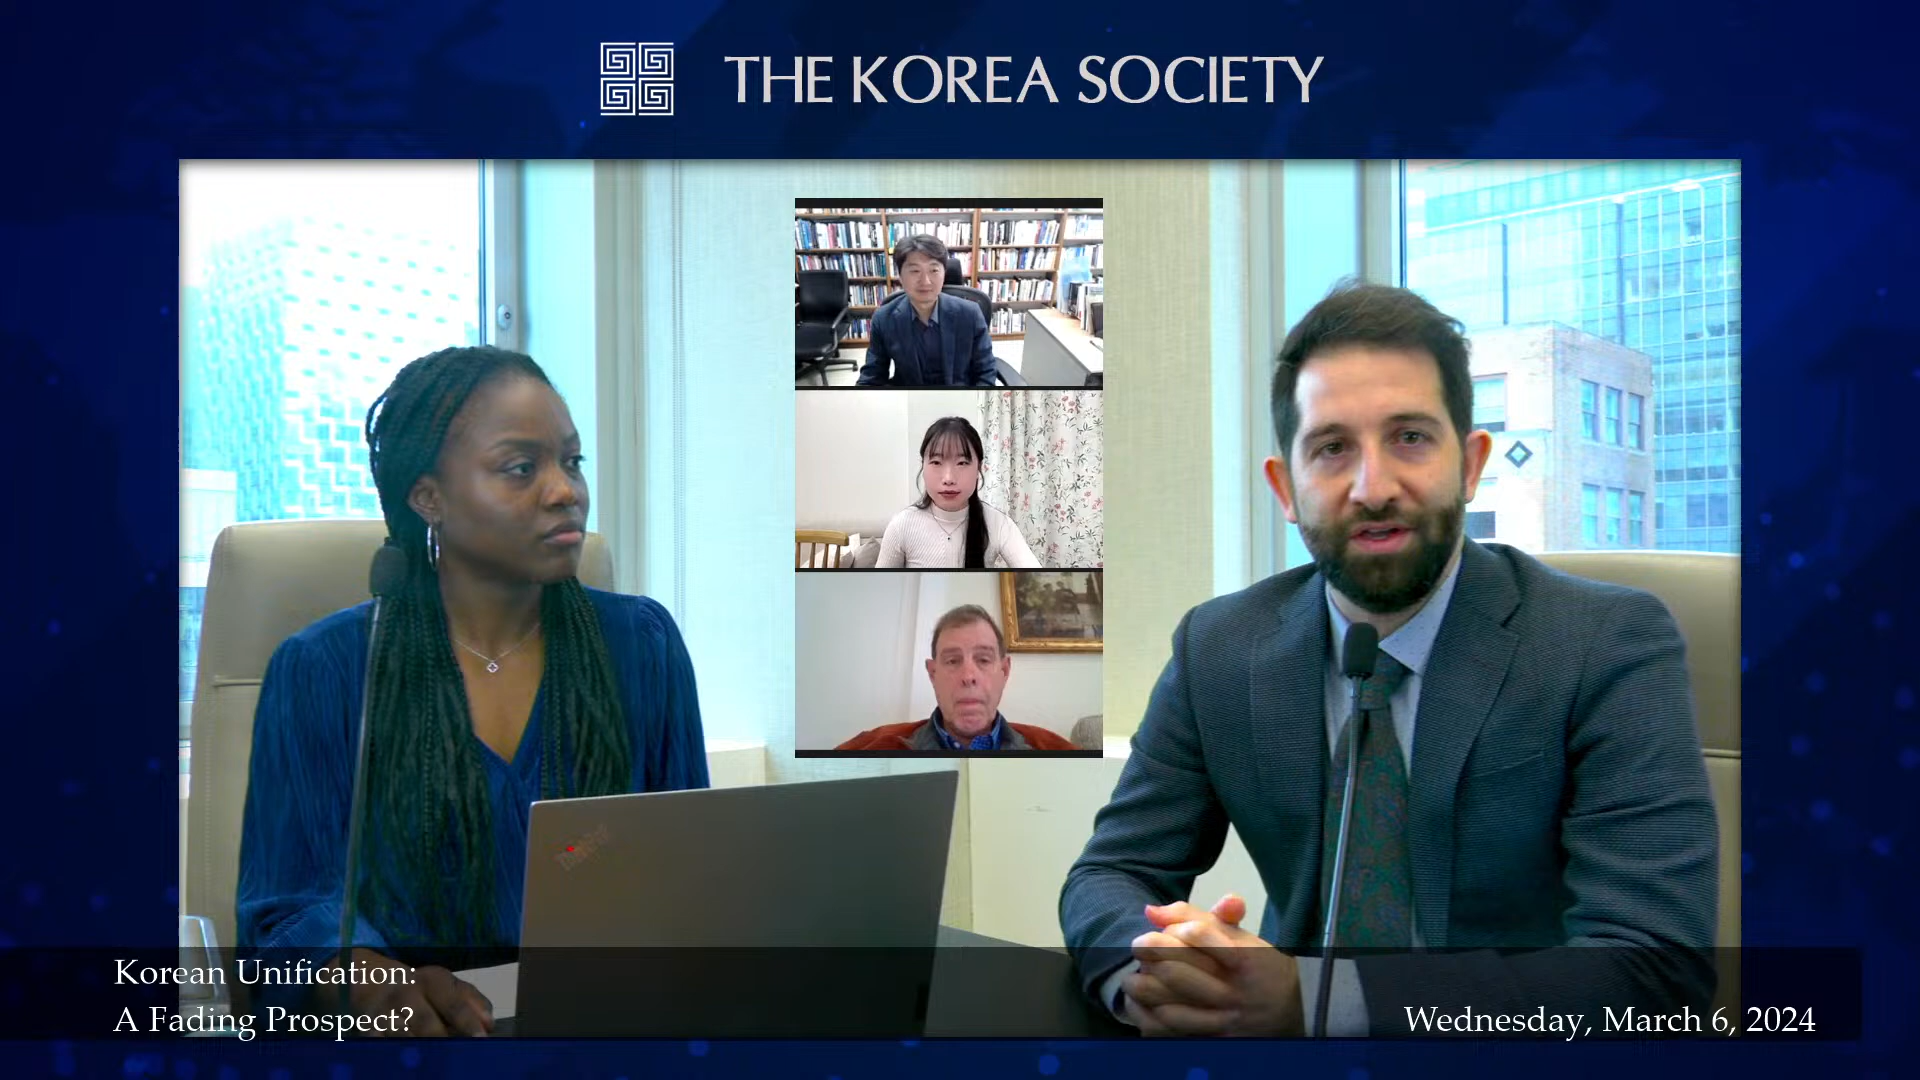 THE KOREA SOCIETY
Korean Unification:
A Fading Prospect?
Wednesday, March 6, 2024